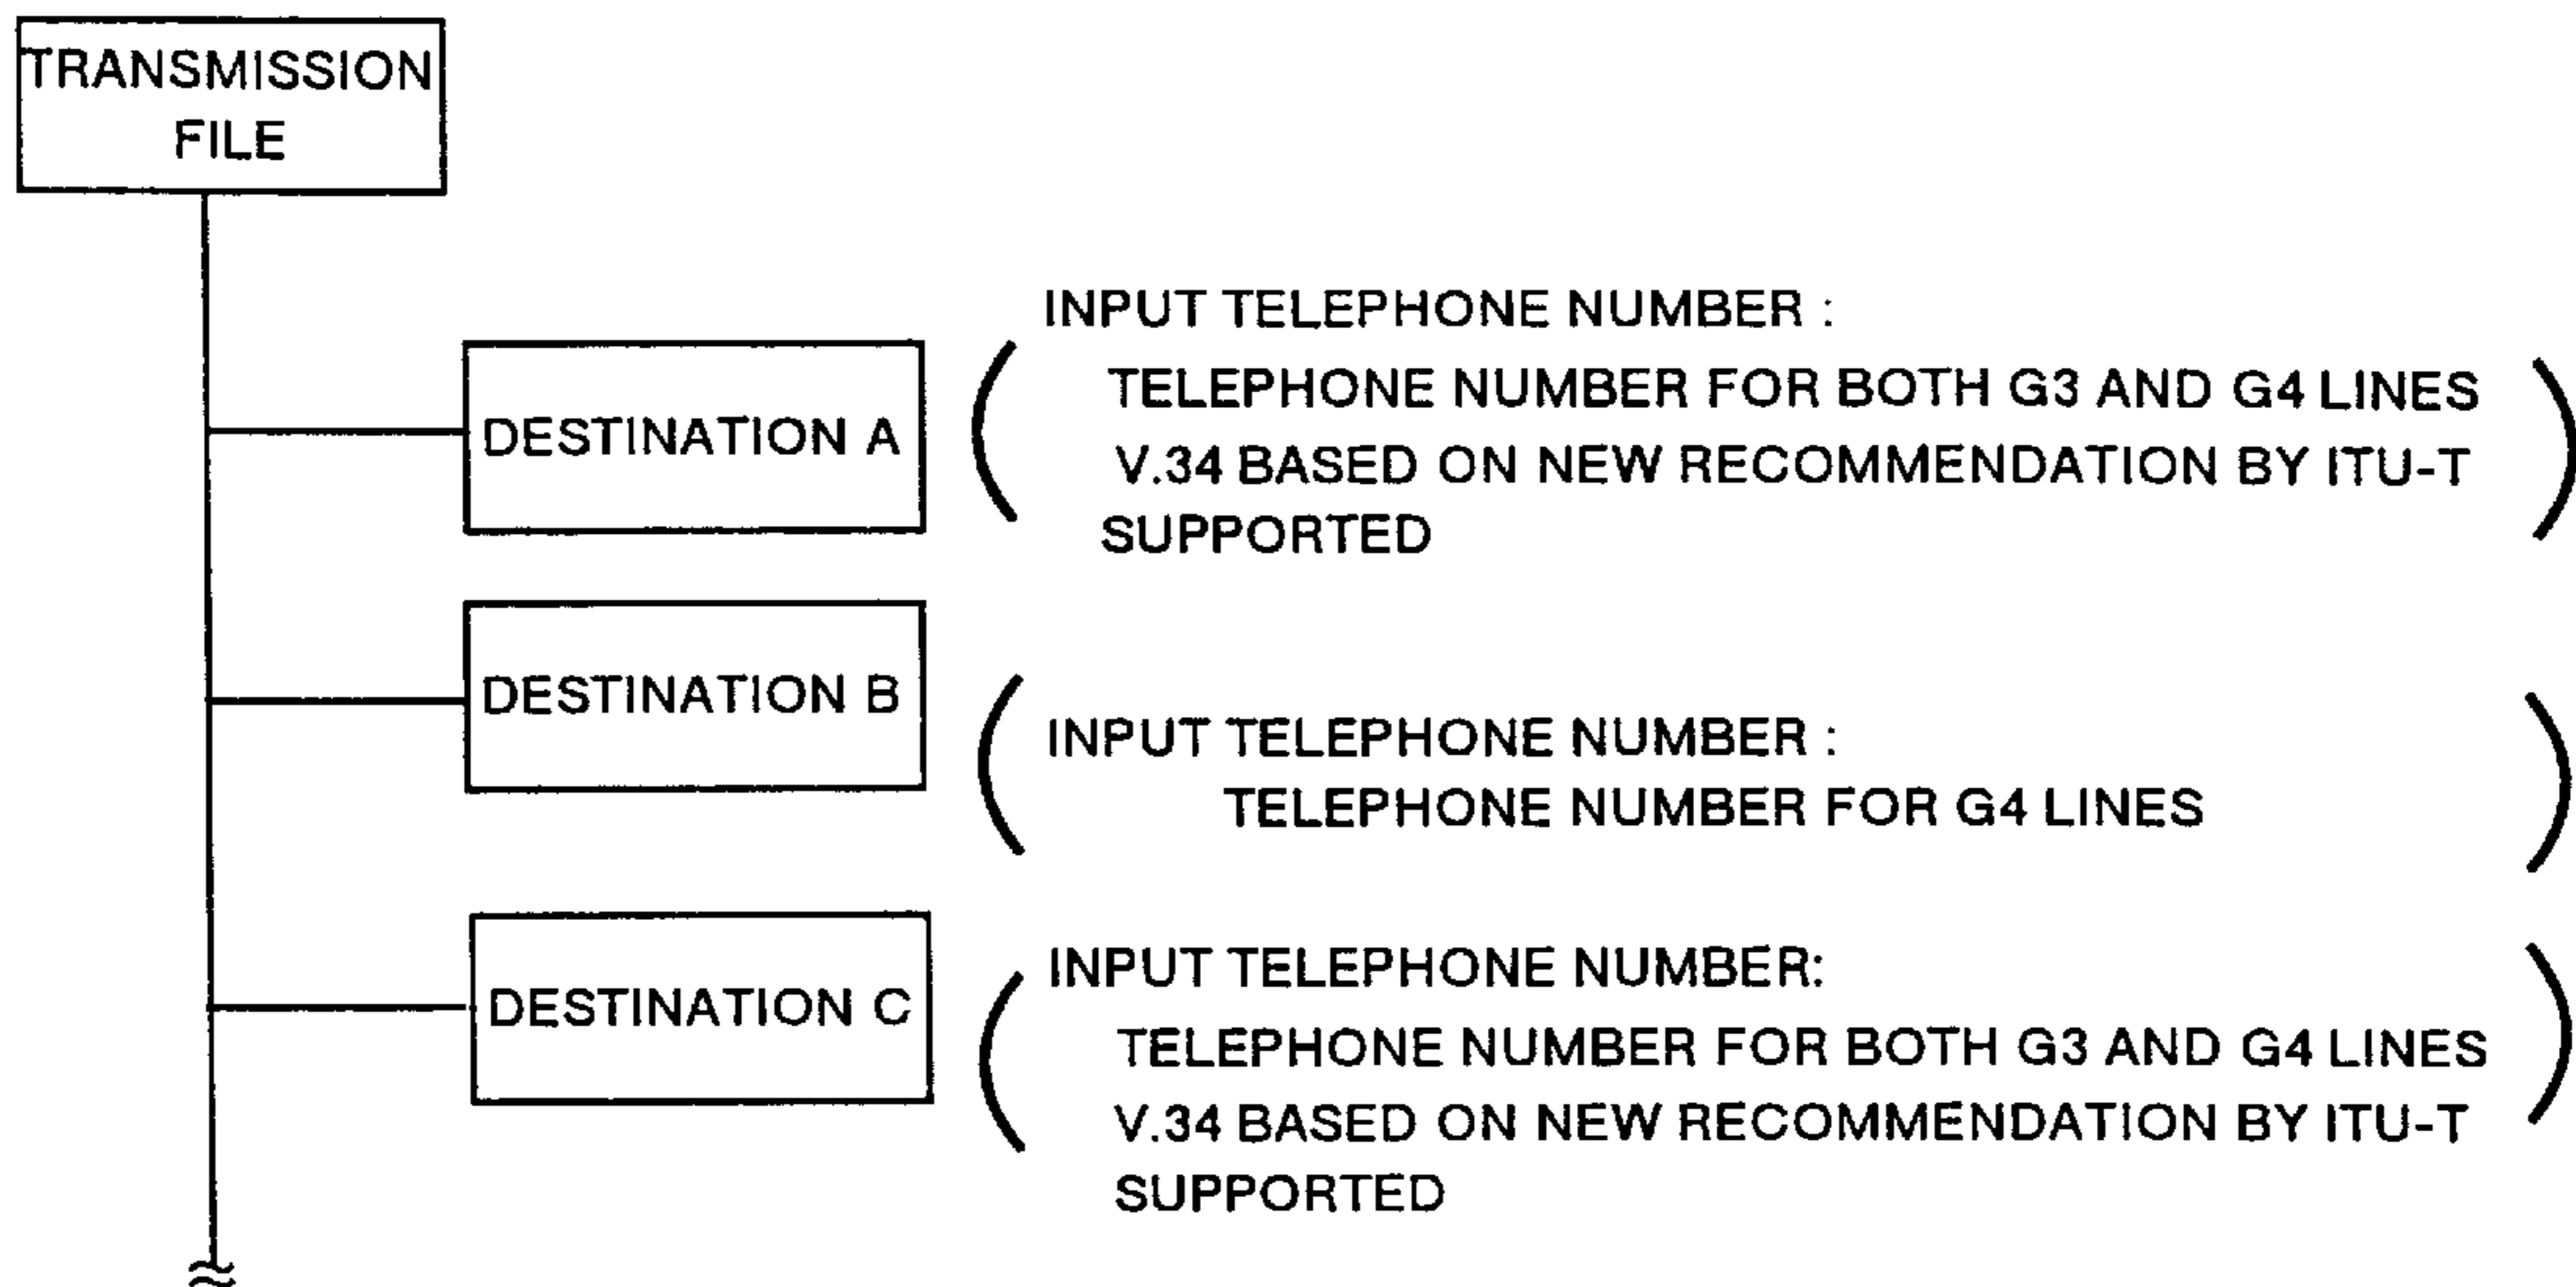 TRANSMISSION
FILE
DESTINATION A
INPUT TELEPHONE NUMBER :
TELEPHONE NUMBER FOR BOTH G3 AND G4 LINES
V.34 BASED ON NEW RECOMMENDATION BY ITU-T
SUPPORTED
DESTINATION B
INPUT TELEPHONE NUMBER :
TELEPHONE NUMBER FOR G4 LINES
DESTINATION C
INPUT TELEPHONE NUMBER:
TELEPHONE NUMBER FOR BOTH G3 AND G4 LINES
V.34 BASED ON NEW RECOMMENDATION BY ITU-T
SUPPORTED